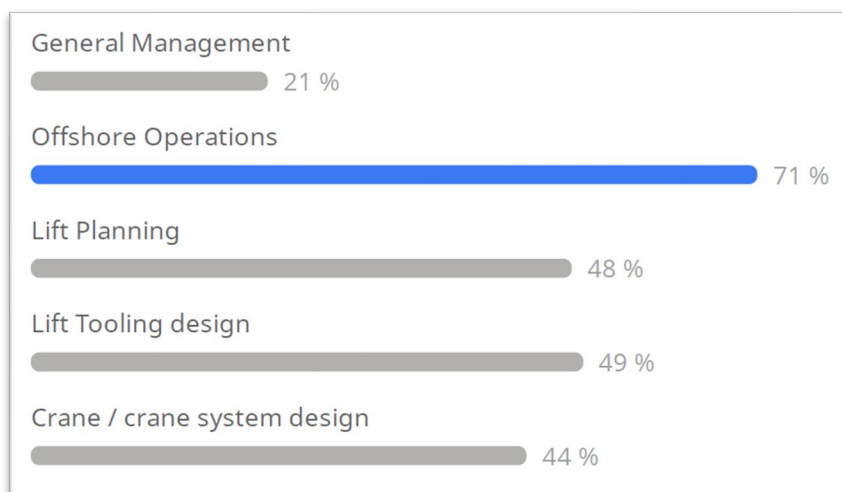 General Management
21 %
Offshore Operations
71 %
Lift Planning
48 %
Lift Tooling design
49 %
Crane / crane system design
44 %